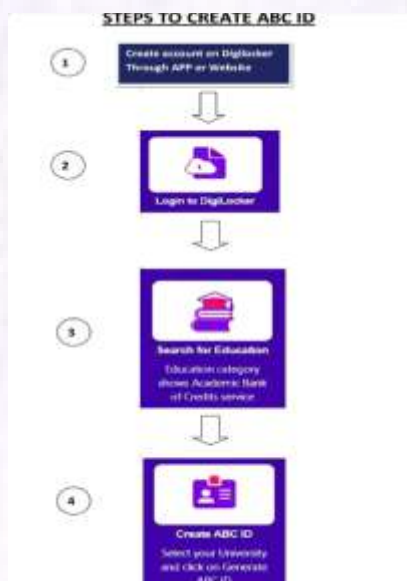 STEPS TO CREATE ABC ID
1
Create account on Digilocker
Through APP or Website
2
Login to DigiLocker
3
Search for Education
Education category
shows Academic Bank
of Credits service
4
Create ABC ID
Select your University
and click on Generate
ABC ID